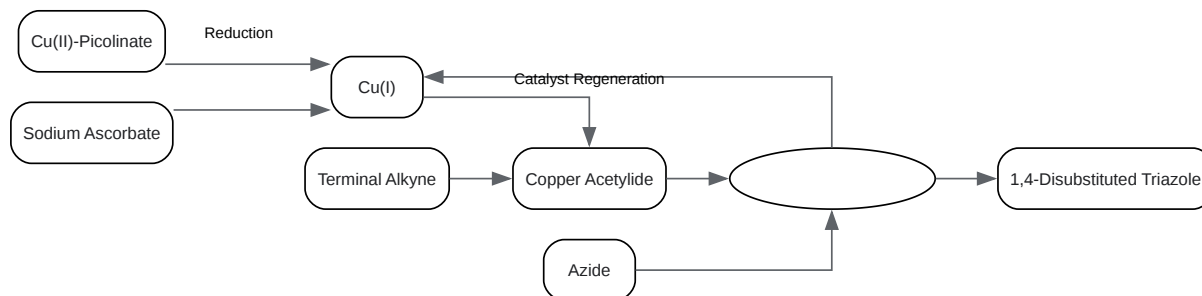 Cu(II)-Picolinate
Reduction
Sodium Ascorbate
Cu(I)
Catalyst Regeneration
Terminal Alkyne
Copper Acetylide
1,4-Disubstituted Triazole
Azide